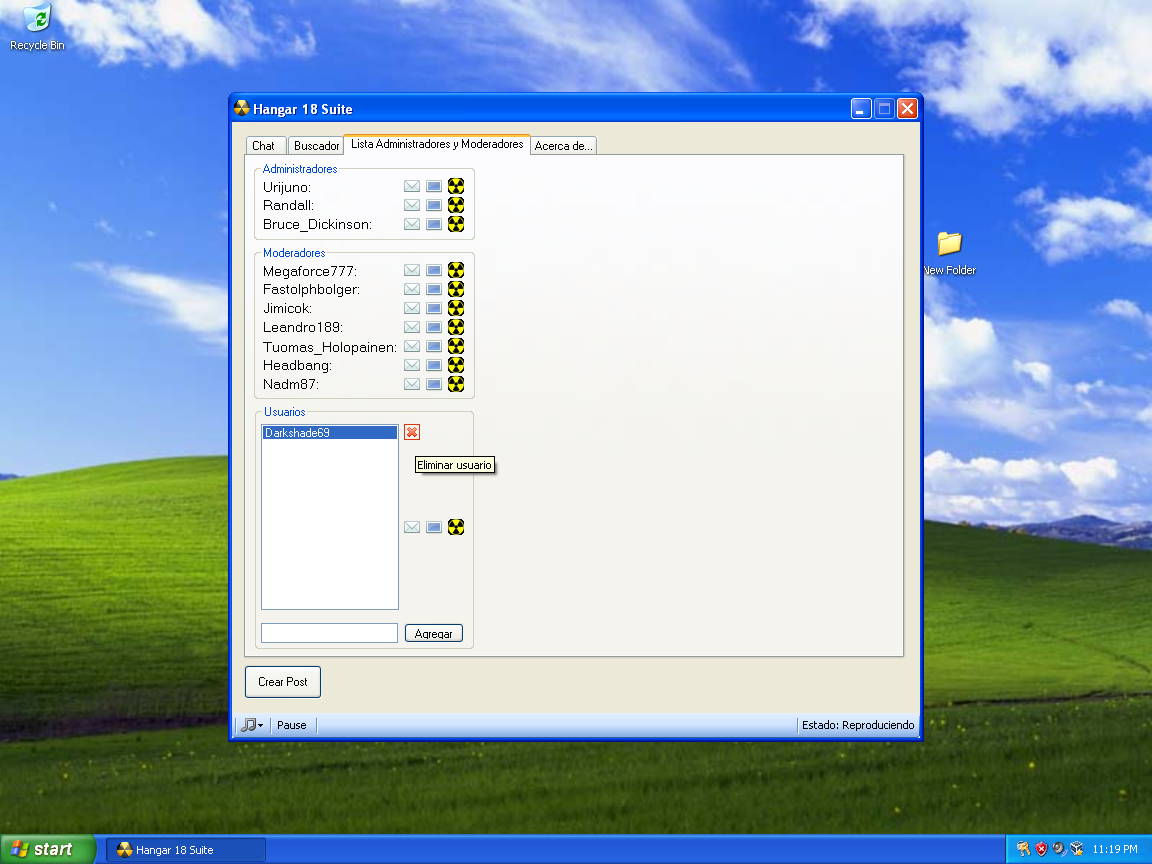 Recycle Bin
Hangar 18 Suite
Chat
Buscador
Lista Administradores y Moderadores
Acerca de...
Administradores
Urijuno:
Randall:
Bruce_Dickinson:
New Folder
Moderadores
Megaforce777:
Fastolphbolger:
Jimicok:
Leandro189:
Tuomas_Holopainen:
Headbang:
Nadm87:
Usuarios
Darkshade69
Eliminar usuario
Agregar
Crear Post
Pause
Estado: Reproduciendo
start
Hangar 18 Suite
11:19 PM